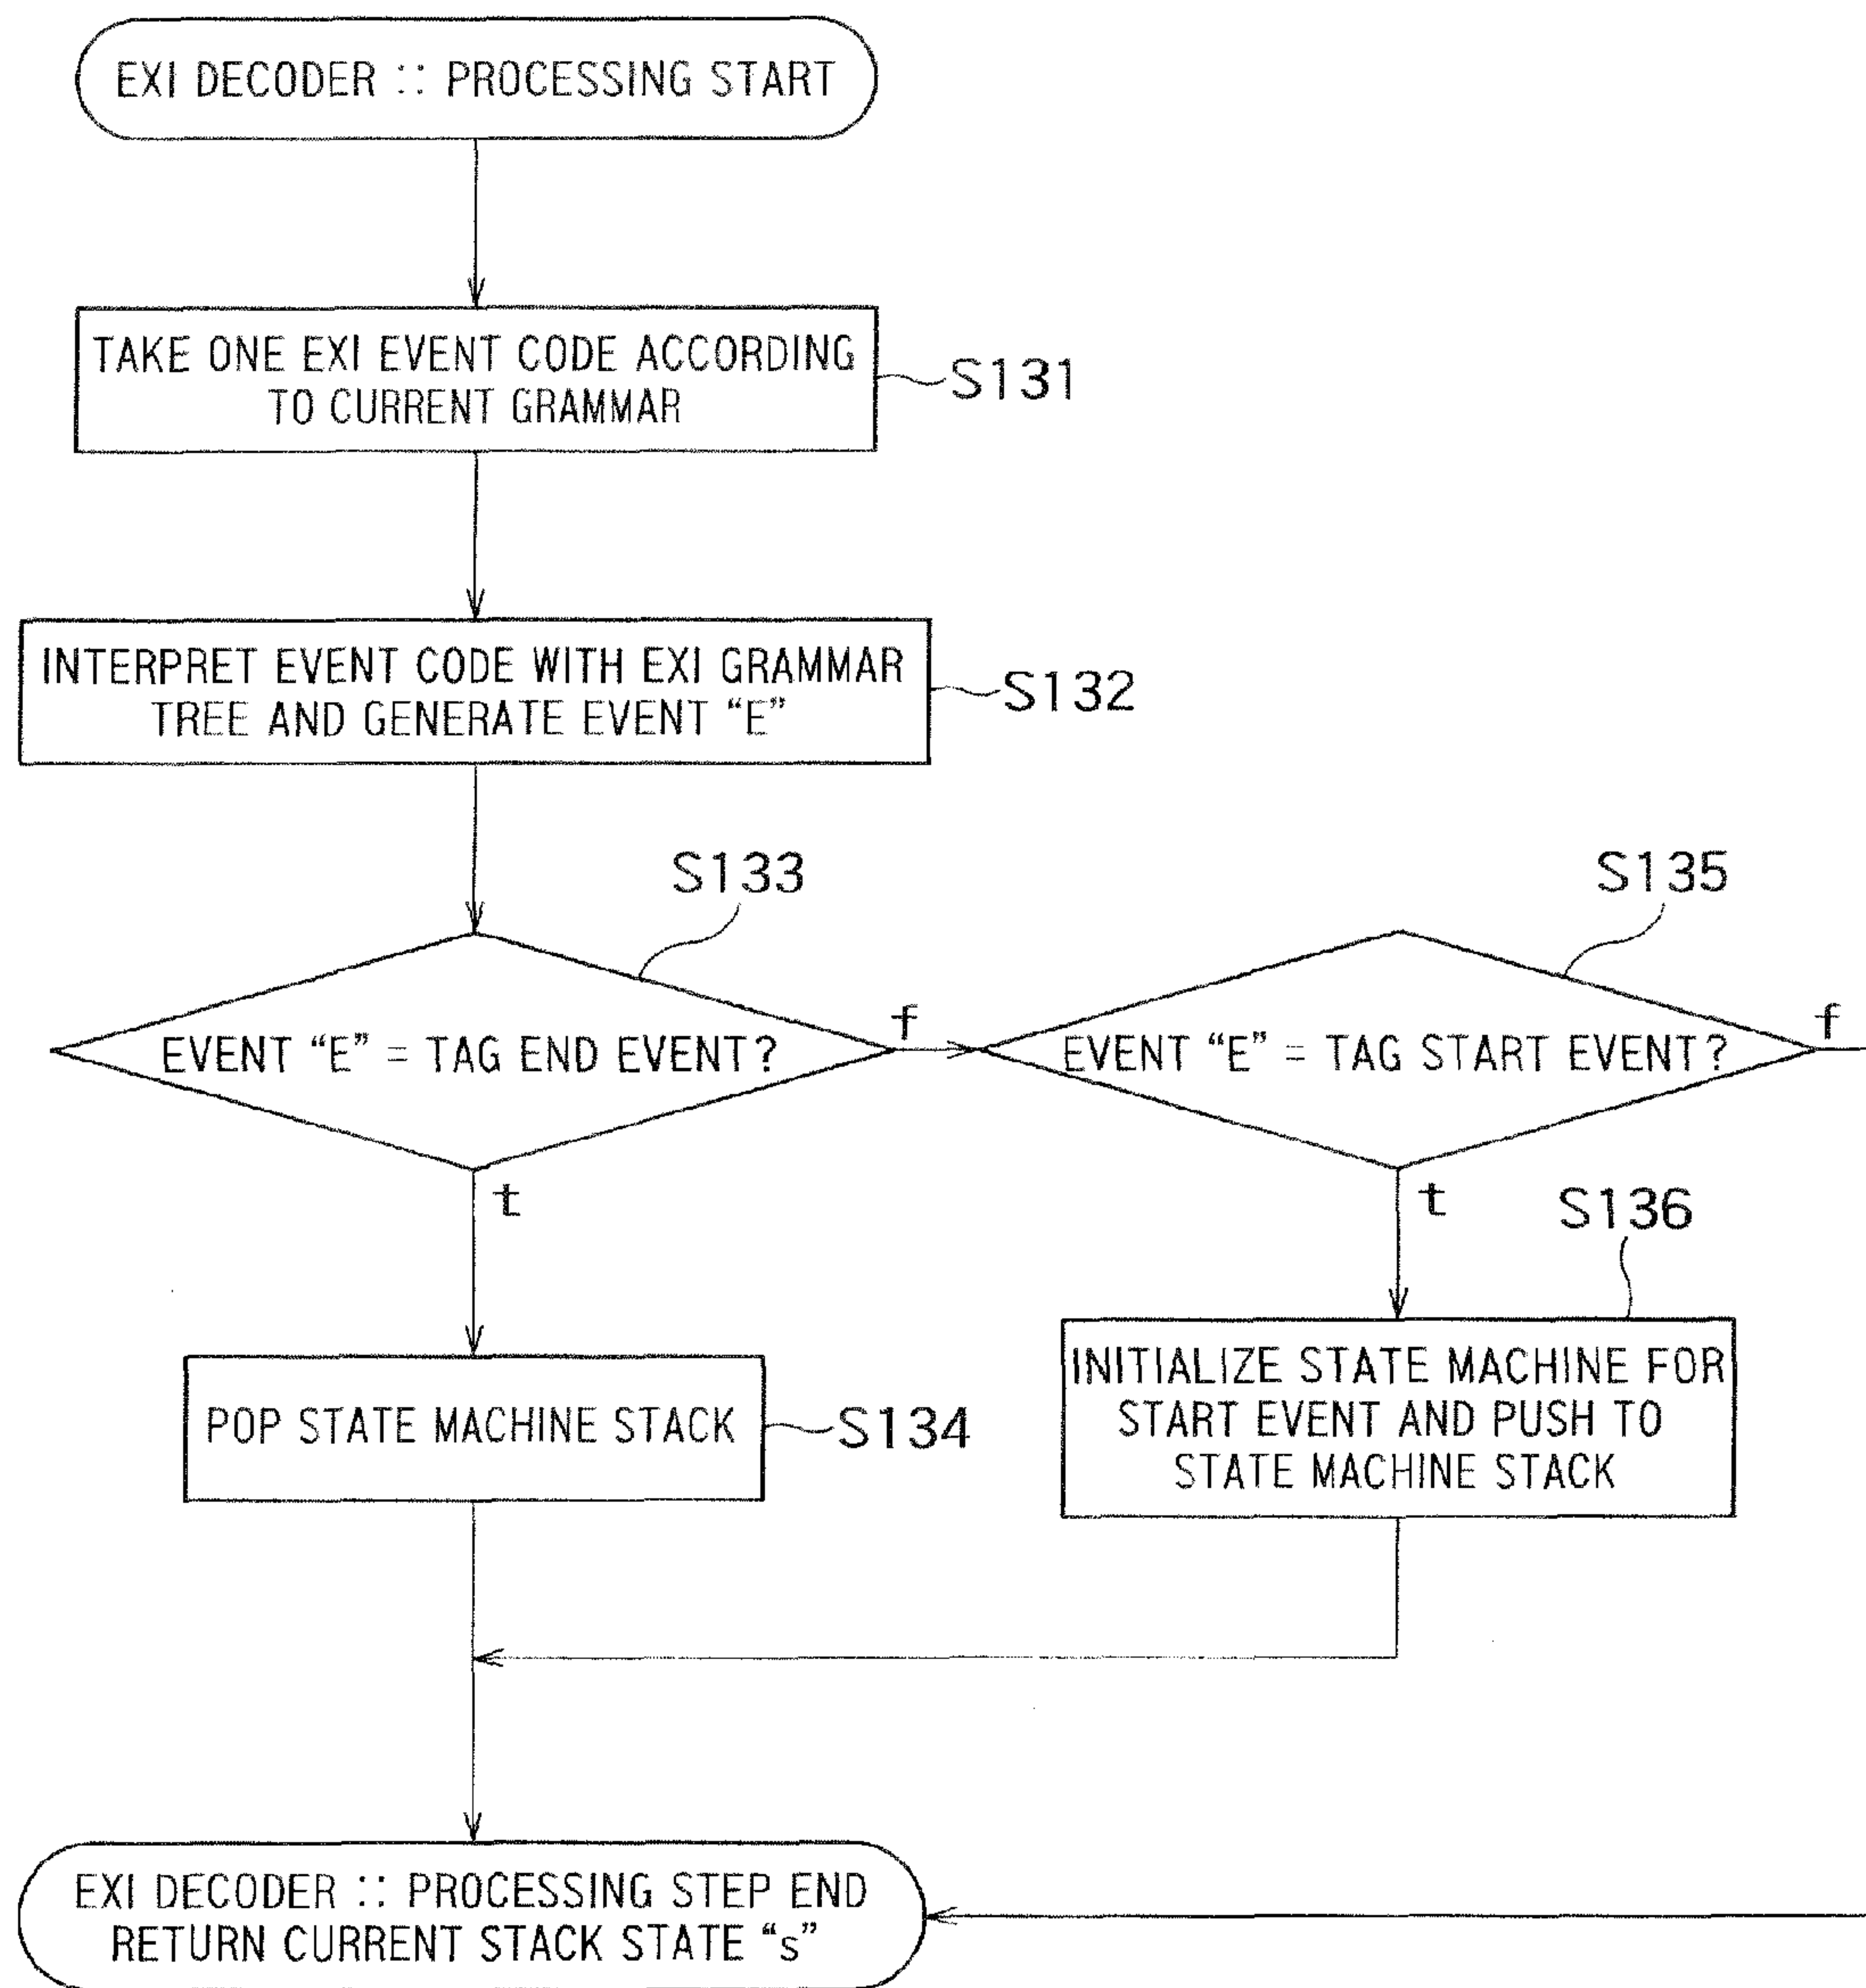 EXI DECODER :: PROCESSING START
TAKE ONE EXI EVENT CODE ACCORDING
TO CURRENT GRAMMAR
S131
INTERPRET EVENT CODE WITH EXI GRAMMAR
TREE AND GENERATE EVENT “E”
S132
S133
S135
EVENT “E” = TAG END EVENT?
f
EVENT “E” = TAG START EVENT?
f
t
t
S136
POP STATE MACHINE STACK
S134
INITIALIZE STATE MACHINE FOR
START EVENT AND PUSH TO
STATE MACHINE STACK
EXI DECODER :: PROCESSING STEP END
RETURN CURRENT STACK STATE “s”